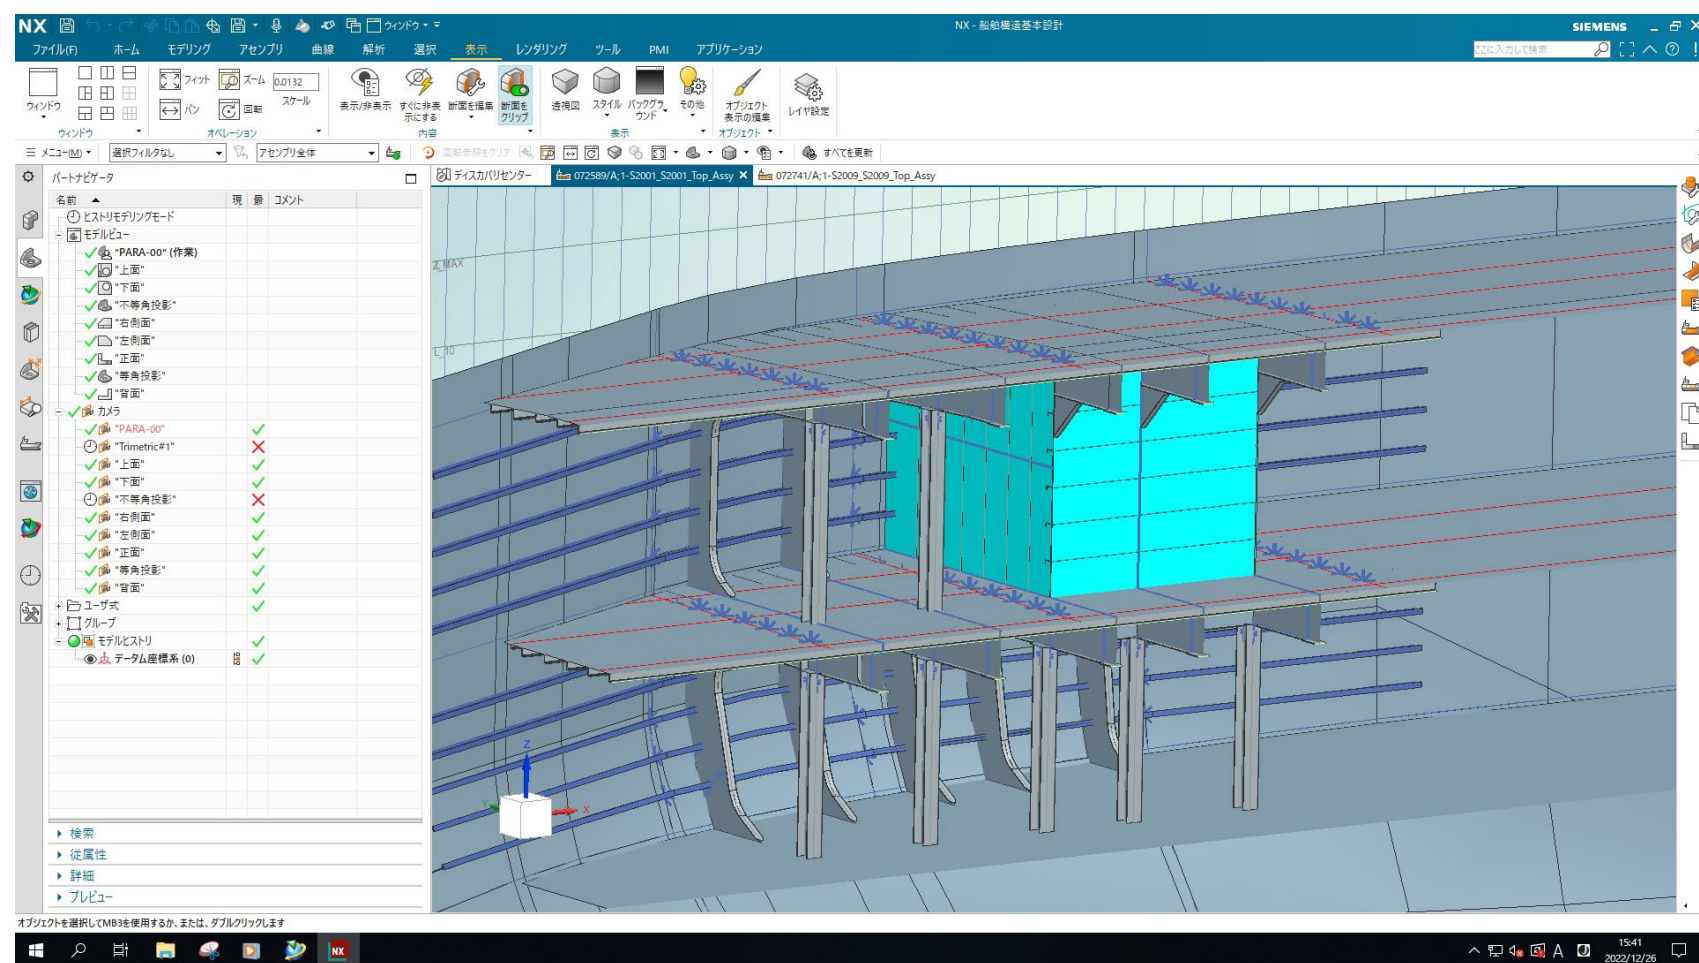 NX
ウィンドウ
NX - 船舶構造基本設計
SIEMENS
ファイル(F) ホーム モデリング アセンブリ 曲線 解析 選択 表示 レンダリング ツール PMI アプリケーション
ここに入力して検索
ウィンドウ
フィット
ズーム
0.0132
パン
回転
スケール
表示/非表示
すぐに非表示にする
断面を編集
断面をクリップ
透視図
スタイル
バックグラウンド
その他
オブジェクト表示の編集
レイヤ設定
ウィンドウ
オペレーション
内容
表示
オブジェクト
メニュー(M)
選択フィルタなし
アセンブリ全体
回転参照をクリア
すべてを更新
パートナビゲータ
ディスカバリセンター
072589/A;1-S2001_S2001_Top_Assy
072741/A;1-S2009_S2009_Top_Assy
名前 現 最 コメント
ヒストリモデリングモード
モデルビュー
"PARA-00" (作業)
"上面"
"下面"
"不等角投影"
"右側面"
"左側面"
"正面"
"等角投影"
"背面"
カメラ
"PARA-00"
"Trimetric#1"
"上面"
"下面"
"不等角投影"
"右側面"
"左側面"
"正面"
"等角投影"
"背面"
ユーザ式
グループ
モデルヒストリ
データム座標系 (0)
Z_MAX
L_10
Z
Y
X
検索
従属性
詳細
プレビュー
オブジェクトを選択してMB3を使用するか、または、ダブルクリックします
NX
A
15:41
2022/12/26